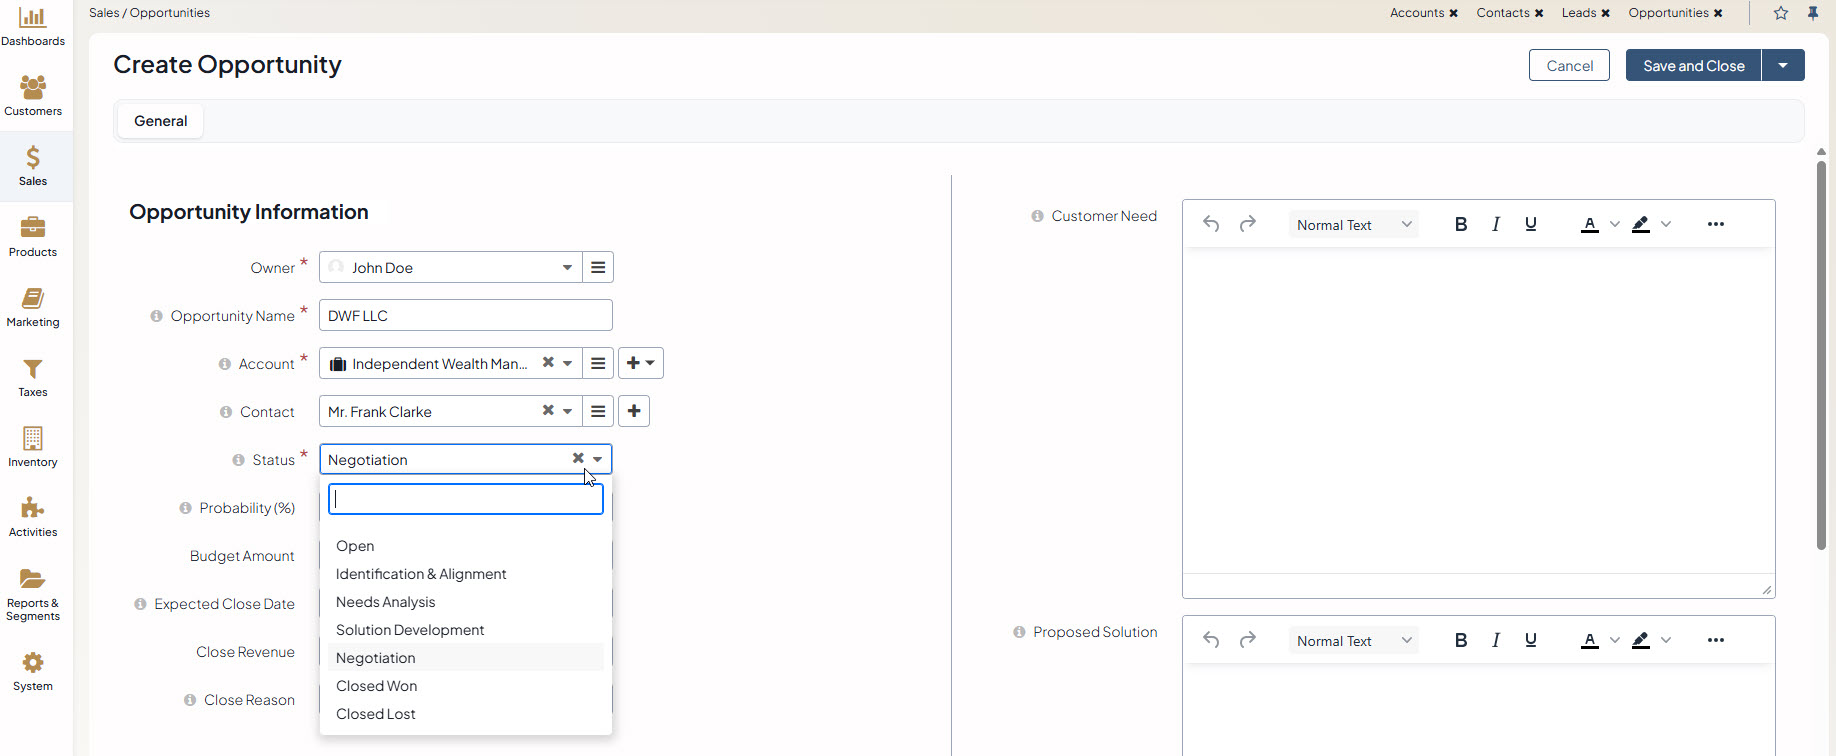 Sales / Opportunities
Accounts ✖ Contacts ✖ Leads ✖ Opportunities ✖
Dashboards
Customers
Sales
Products
Marketing
Taxes
Inventory
Activities
Reports &
Segments
System
Create Opportunity
Cancel
Save and Close
General
Opportunity Information
Owner *
John Doe
Opportunity Name *
DWF LLC
Account *
Independent Wealth Man...
Contact
Mr. Frank Clarke
Status *
Negotiation
Open
Identification & Alignment
Needs Analysis
Solution Development
Negotiation
Closed Won
Closed Lost
Probability (%)
Budget Amount
Expected Close Date
Close Revenue
Close Reason
Customer Need
Normal Text
B I U A
Proposed Solution
Normal Text
B I U A